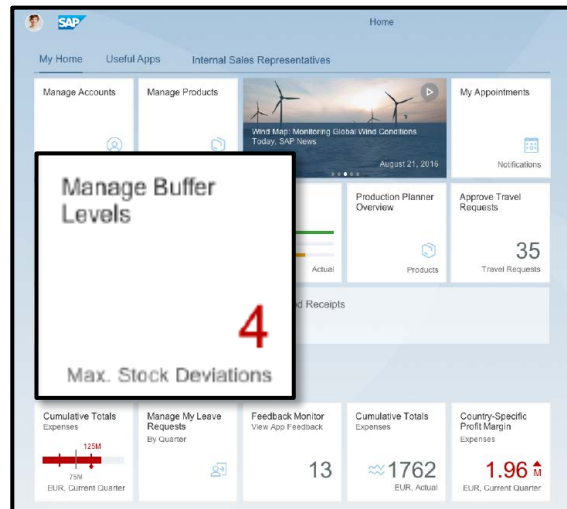 SAP
Home
My Home Useful Apps Internal Sales Representatives
Manage Accounts
Manage Products
Wind Map: Monitoring Global Wind Conditions
Today, SAP News
August 21, 2016
My Appointments
Notifications
Manage Buffer
Levels
4
Max. Stock Deviations
Actual
Production Planner
Overview
Products
Approve Travel
Requests
35
Travel Requests
Receipts
Cumulative Totals
Expenses
125M
75M
EUR, Current Quarter
Manage My Leave
Requests
By Quarter
Feedback Monitor
View App Feedback
13
Cumulative Totals
Expenses
1762
EUR, Actual
Country-Specific
Profit Margin
Expenses
1.96 M
EUR, Current Quarter